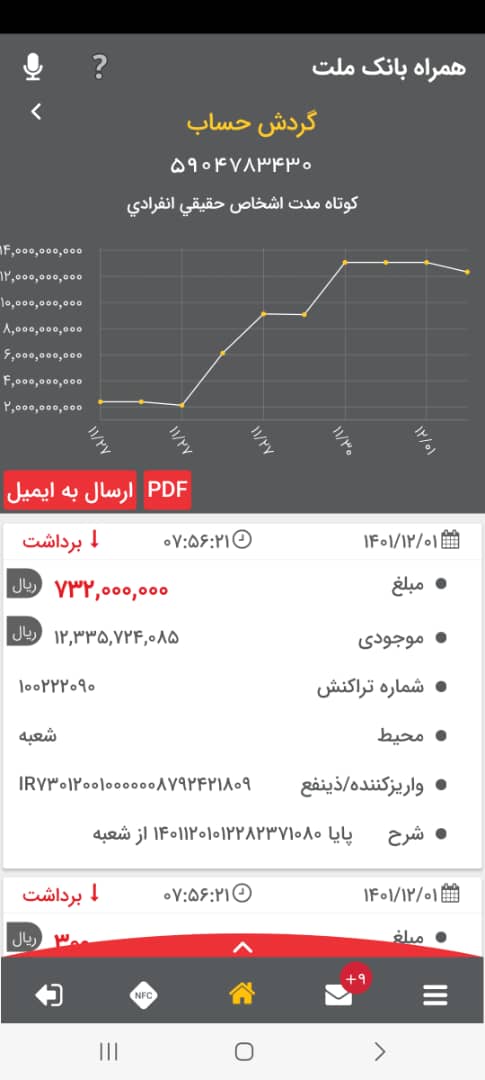 همراه بانک ملت
?
گردش حساب
۵۹۰۴۷۸۳۴۳۰
کوتاه مدت اشخاص حقيقي انفرادي
۱۴,۰۰۰,۰۰۰,۰۰۰
۱۲,۰۰۰,۰۰۰,۰۰۰
۱۰,۰۰۰,۰۰۰,۰۰۰
۸,۰۰۰,۰۰۰,۰۰۰
۶,۰۰۰,۰۰۰,۰۰۰
۴,۰۰۰,۰۰۰,۰۰۰
۲,۰۰۰,۰۰۰,۰۰۰
۱۱/۲۷ ۱۱/۲۷ ۱۱/۲۷ ۱۱/۳۰ ۱۲/۰۱
PDF ارسال به ایمیل
۱۴۰۱/۱۲/۰۱ ۰۷:۵۶:۲۱ برداشت
مبلغ ۷۳۲,۰۰۰,۰۰۰ ریال
موجودی ۱۲,۳۳۵,۷۲۴,۰۸۵ ریال
شماره تراکنش ۱۰۰۲۲۲۰۹۰
محیط شعبه
واریزکننده/ذینفع IR۷۳۰۱۲۰۰۱۰۰۰۰۰۰۸۷۹۲۴۲۱۸۰۹
شرح پایا ۱۴۰۱۱۲۰۱۰۱۲۲۸۲۳۷۱۰۸۰ از شعبه
۱۴۰۱/۱۲/۰۱ ۰۷:۵۶:۲۱ برداشت
مبلغ ۳۰۰ ریال
+۹
NFC